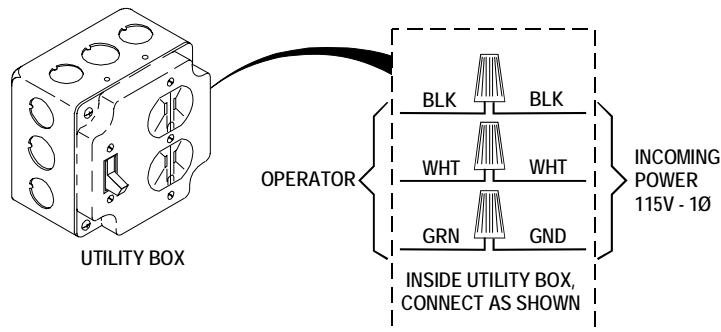 BLK BLK
OPERATOR
WHT WHT
INCOMING
POWER
115V - 1Ø
GRN GND
UTILITY BOX
INSIDE UTILITY BOX,
CONNECT AS SHOWN